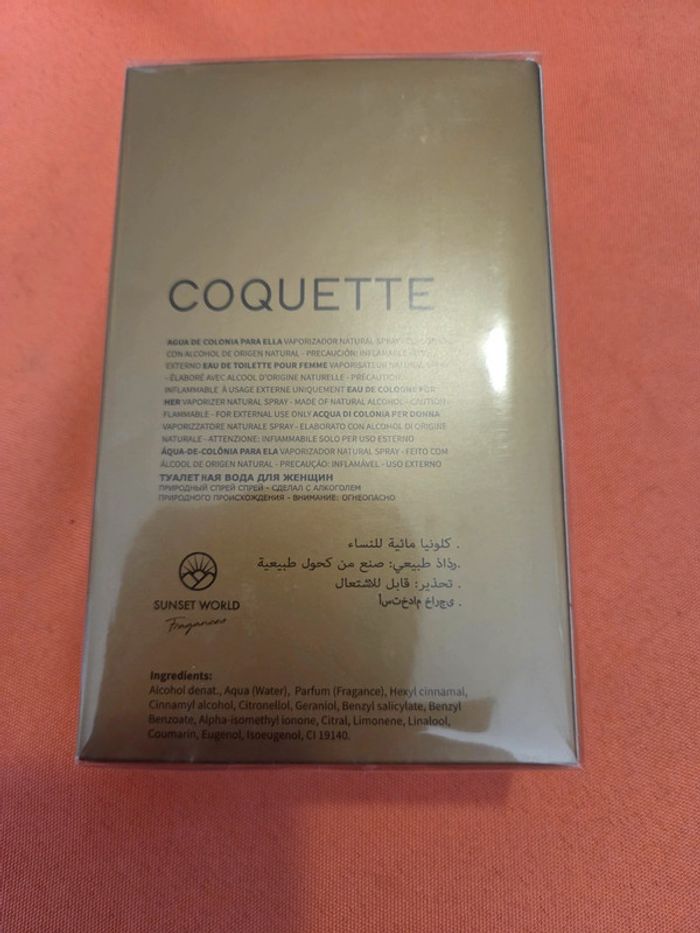 COQUETTE
AGUA DE COLONIA PARA ELLA VAPORIZADOR NATURAL SPRAY
CON ALCOHOL DE ORIGEN NATURAL - PRECAUCIÓN: INFLAMABLE
EXTERNO EAU DE TOILETTE POUR FEMME VAPORISATEUR NATUREL SPRAY
- ÉLABORÉ AVEC ALCOOL D'ORIGINE NATURELLE - PRÉCAUTION:
INFLAMMABLE À USAGE EXTERNE UNIQUEMENT EAU DE COLOGNE FOR
HER VAPORIZER NATURAL SPRAY - MADE OF NATURAL ALCOHOL - CAUTION
FLAMMABLE - FOR EXTERNAL USE ONLY ACQUA DI COLONIA PER DONNA
VAPORIZZATORE NATURALE SPRAY - ELABORATO CON ALCOHOL DI ORIGINE
NATURALE - ATTENZIONE: INFIAMMABILE SOLO PER USO ESTERNO
ÁQUA-DE-COLÔNIA PARA ELA VAPORIZADOR NATURAL SPRAY - FEITO COM
ÁLCOOL DE ORIGEN NATURAL - PRECAUÇÃO: INFLAMÁVEL - USO EXTERNO
ТУАЛЕТНАЯ ВОДА ДЛЯ ЖЕНЩИН
ПРИРОДНЫЙ СПРЕЙ СПРЕЙ - СДЕЛАЛ С АЛКОГОЛЕМ
ПРИРОДНОГО ПРОИСХОЖДЕНИЯ - ВНИМАНИЕ: ОГНЕОПАСНО
. كلونيا مائية للنساء
.رذاذ طبيعي: صنع من كحول طبيعية
. تحذير: قابل للاشتعال
. يجراخ مادختسأ
SUNSET WORLD
Fragances
Ingredients:
Alcohol denat., Aqua (Water), Parfum (Fragance), Hexyl cinnamal,
Cinnamyl alcohol, Citronellol, Geraniol, Benzyl salicylate, Benzyl
Benzoate, Alpha-isomethyl ionone, Citral, Limonene, Linalool,
Coumarin, Eugenol, Isoeugenol, CI 19140.